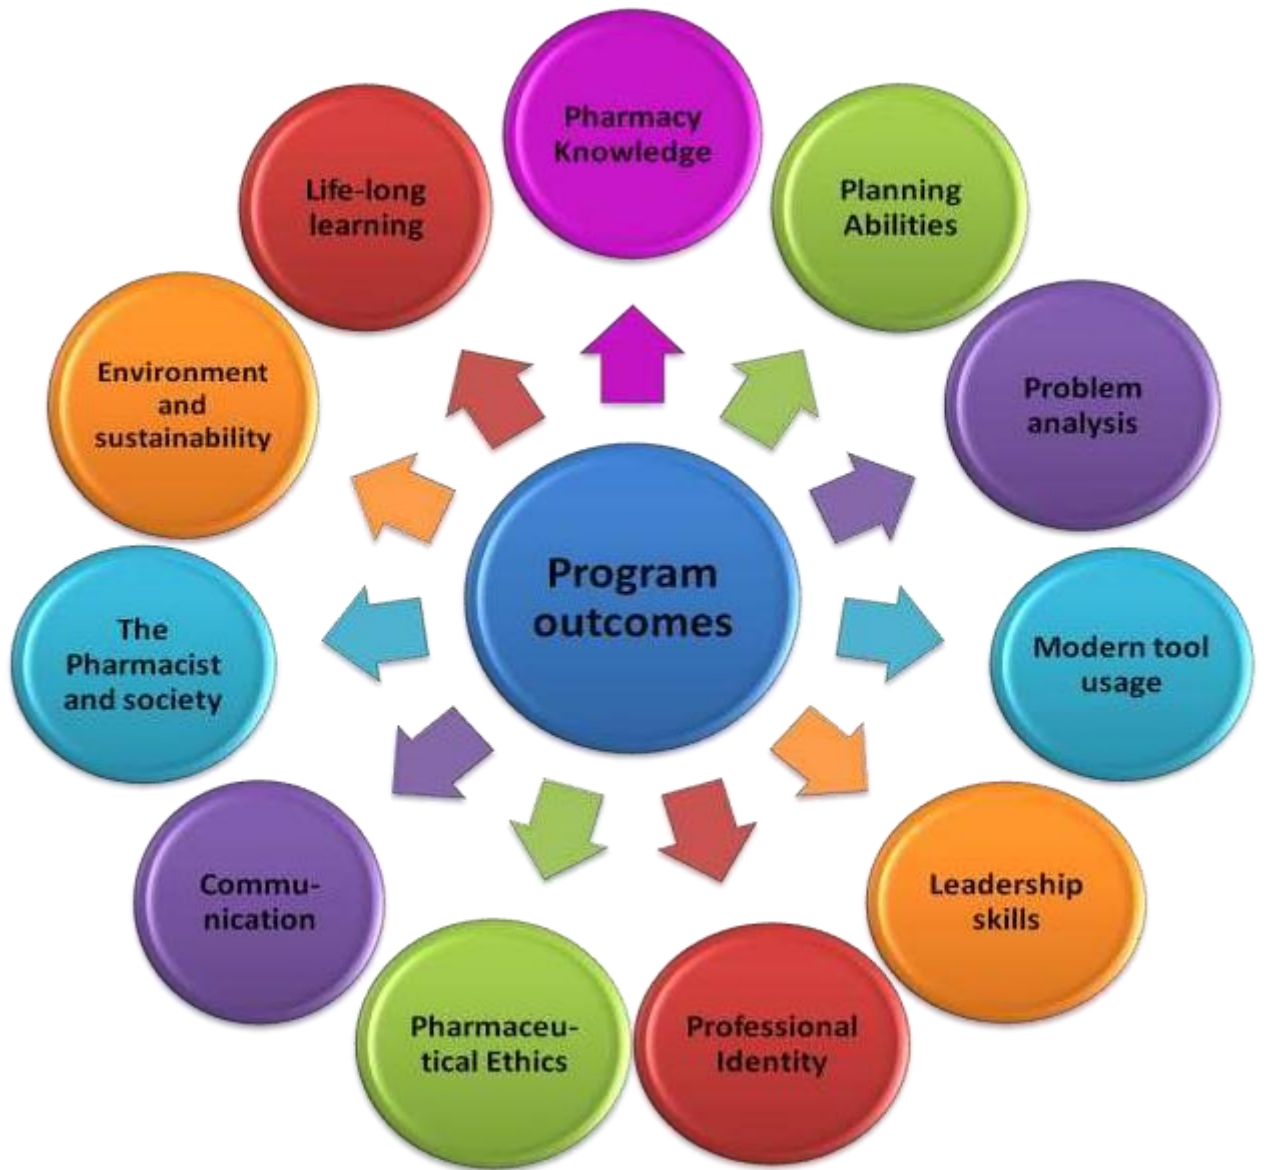 Pharmacy
Knowledge
Planning
Abilities
Problem
analysis
Modern tool
usage
Leadership
skills
Professional
Identity
Pharmaceu-
tical Ethics
Commu-
nication
The
Pharmacist
and society
Environment
and
sustainability
Life-long
learning
Program
outcomes